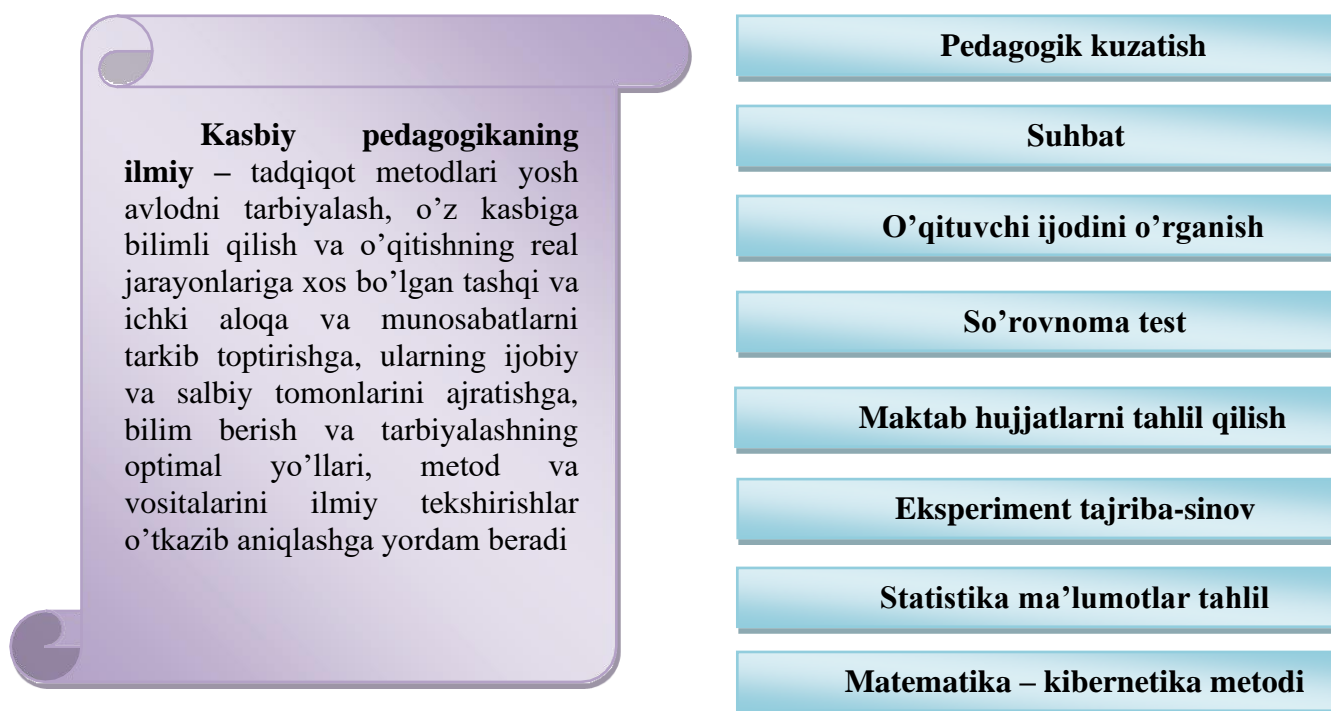 Kasbiy pedagogikaning
ilmiy – tadqiqot metodlari yosh
avlodni tarbiyalash, o’z kasbiga
bilimli qilish va o’qitishning real
jarayonlariga xos bo’lgan tashqi va
ichki aloqa va munosabatlarni
tarkib toptirishga, ularning ijobiy
va salbiy tomonlarini ajratishga,
bilim berish va tarbiyalashning
optimal yo’llari, metod va
vositalarini ilmiy tekshirishlar
o’tkazib aniqlashga yordam beradi
Pedagogik kuzatish
Suhbat
O’qituvchi ijodini o’rganish
So’rovnoma test
Maktab hujjatlarni tahlil qilish
Eksperiment tajriba-sinov
Statistika ma’lumotlar tahlil
Matematika – kibernetika metodi